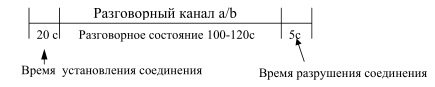 Разговорный канал a/b
20 с Разговорное состояние 100-120с 5с
Время установления соединения
Время разрушения соединения